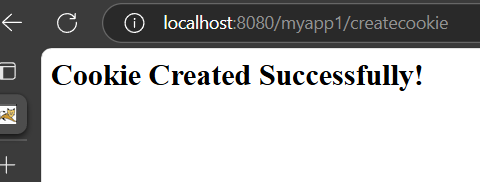 localhost:8080/myapp1/createcookie
Cookie Created Successfully!